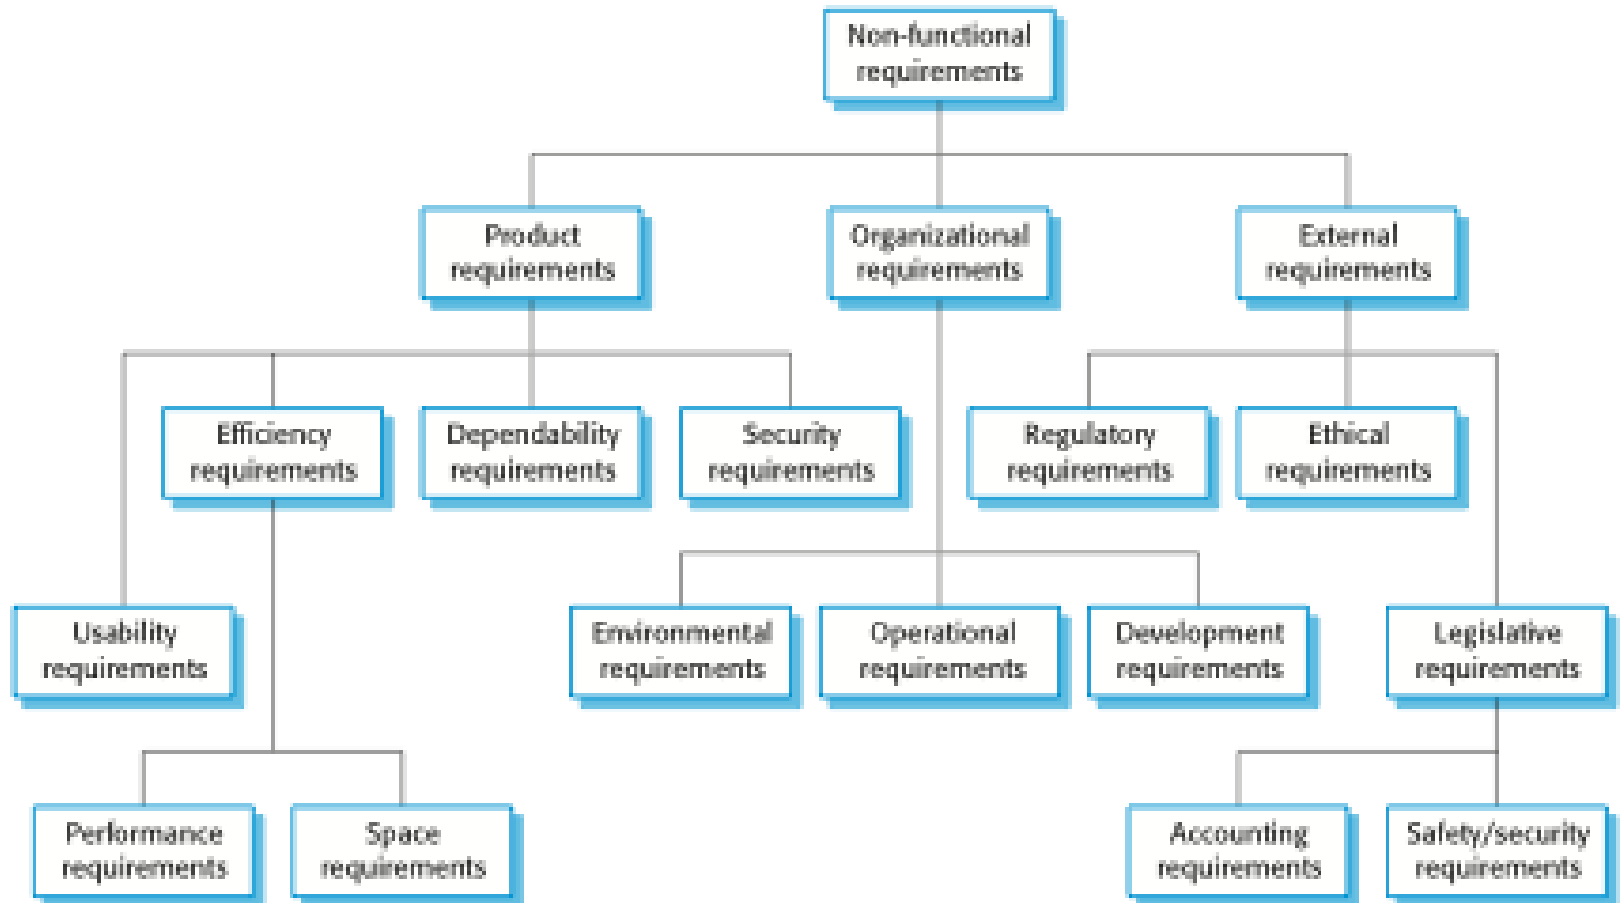 Non-functional
requirements
Product
requirements
Organizational
requirements
External
requirements
Efficiency
requirements
Dependability
requirements
Security
requirements
Regulatory
requirements
Ethical
requirements
Usability
requirements
Environmental
requirements
Operational
requirements
Development
requirements
Legislative
requirements
Performance
requirements
Space
requirements
Accounting
requirements
Safety/security
requirements